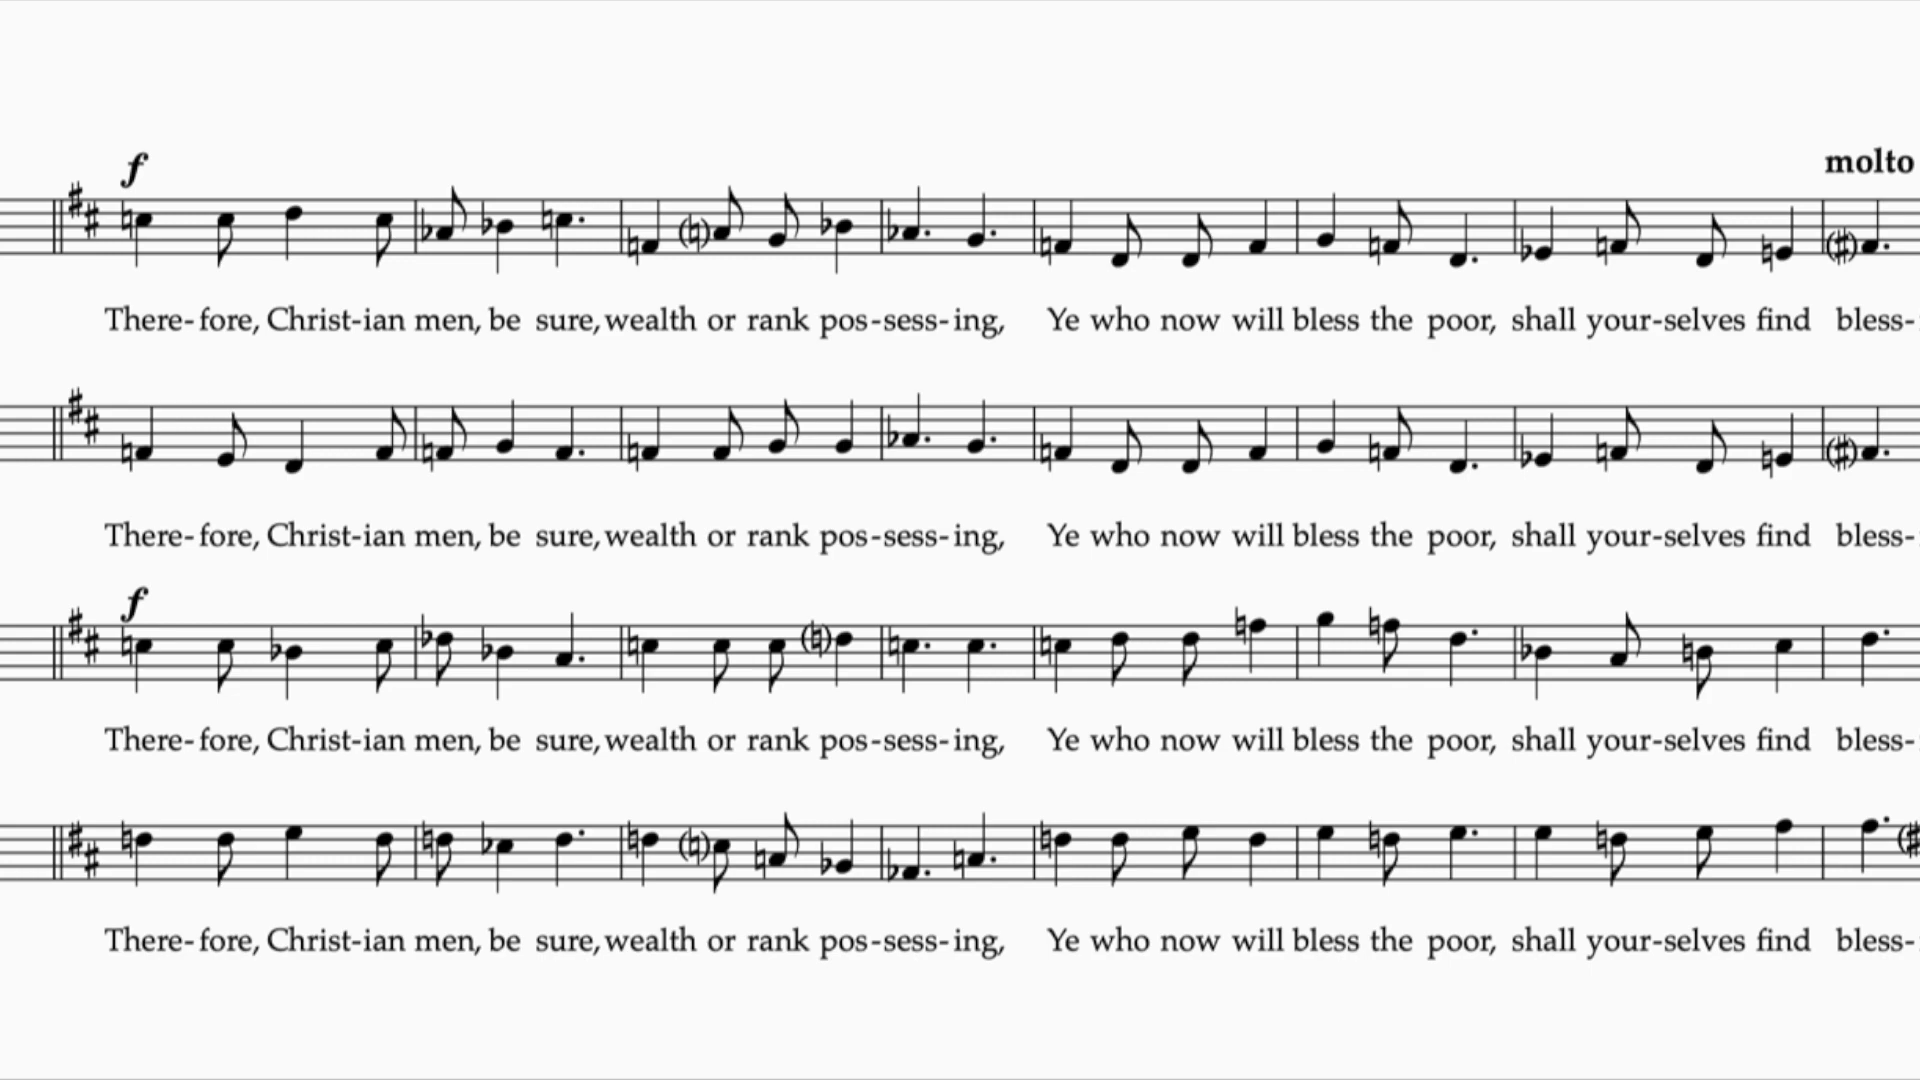 f
molto
There- fore, Christ-ian men, be sure, wealth or rank pos-sess-ing, Ye who now will bless the poor, shall your-selves find bless-
There- fore, Christ-ian men, be sure, wealth or rank pos-sess-ing, Ye who now will bless the poor, shall your-selves find bless-
f
There- fore, Christ-ian men, be sure, wealth or rank pos-sess-ing, Ye who now will bless the poor, shall your-selves find bless-
There- fore, Christ-ian men, be sure, wealth or rank pos-sess-ing, Ye who now will bless the poor, shall your-selves find bless-